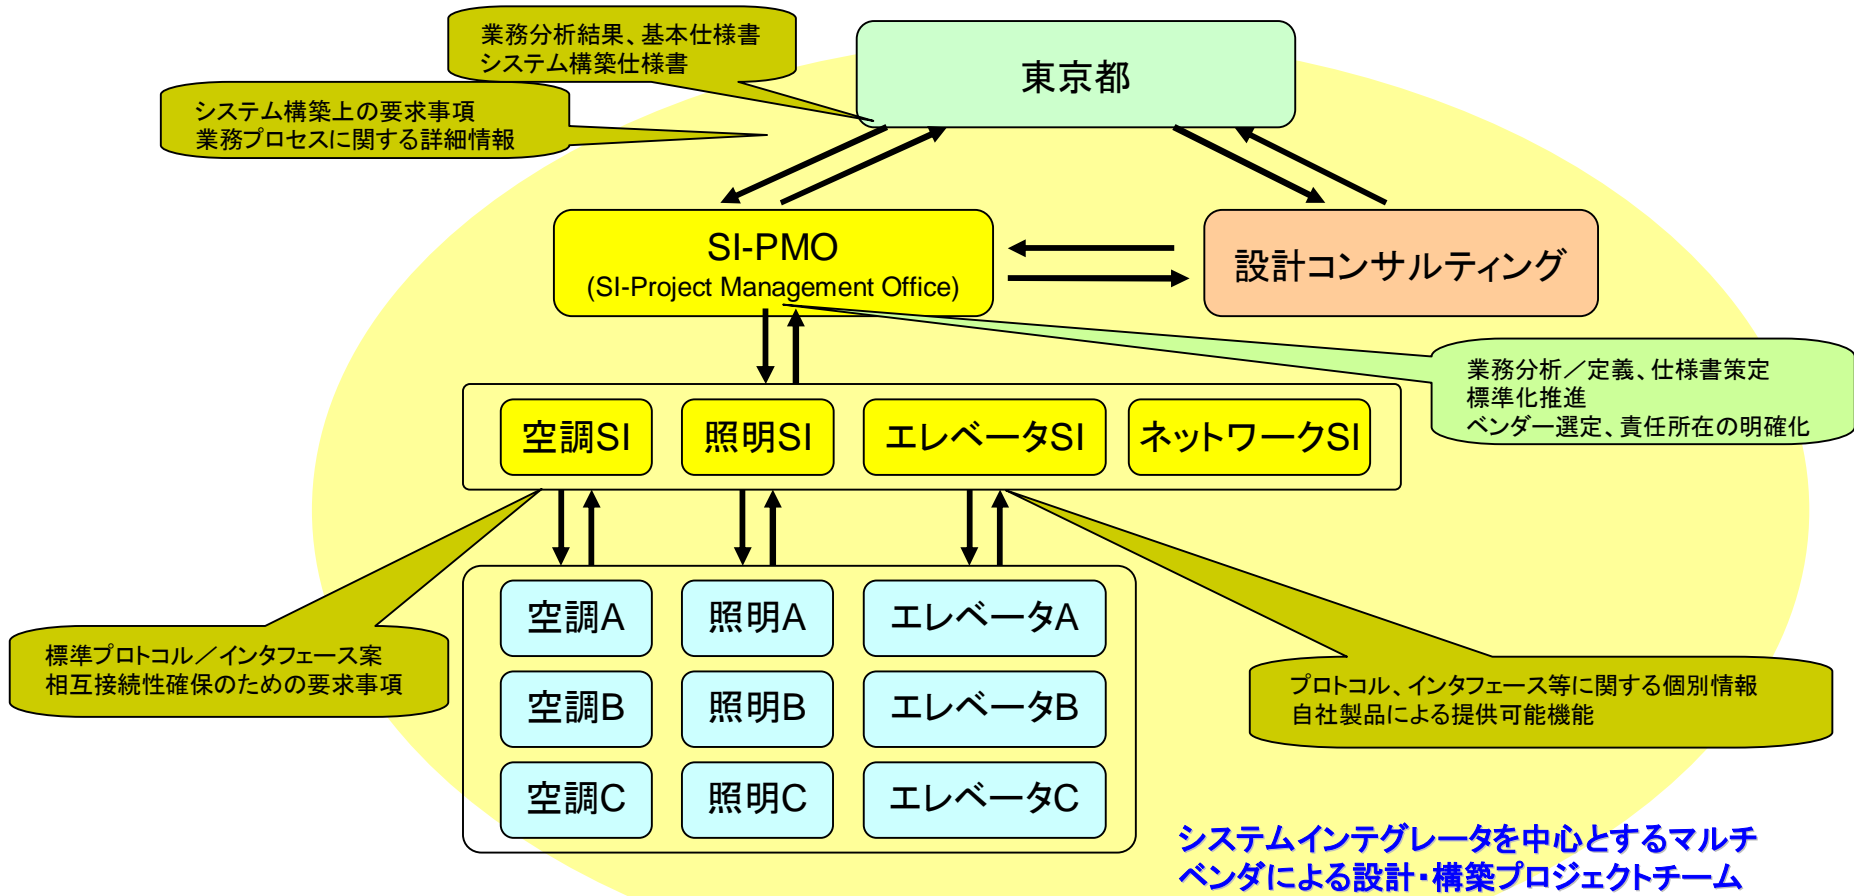 業務分析結果、基本仕様書
システム構築仕様書
東京都
システム構築上の要求事項
業務プロセスに関する詳細情報
SI-PMO
(SI-Project Management Office)
設計コンサルティング
業務分析／定義、仕様書策定
標準化推進
ベンダー選定、責任所在の明確化
空調SI
照明SI
エレベータSI
ネットワークSI
空調A
照明A
エレベータA
標準プロトコル／インタフェース案
相互接続性確保のための要求事項
プロトコル、インタフェース等に関する個別情報
自社製品による提供可能機能
空調B
照明B
エレベータB
空調C
照明C
エレベータC
システムインテグレータを中心とするマルチ
ベンダによる設計・構築プロジェクトチーム